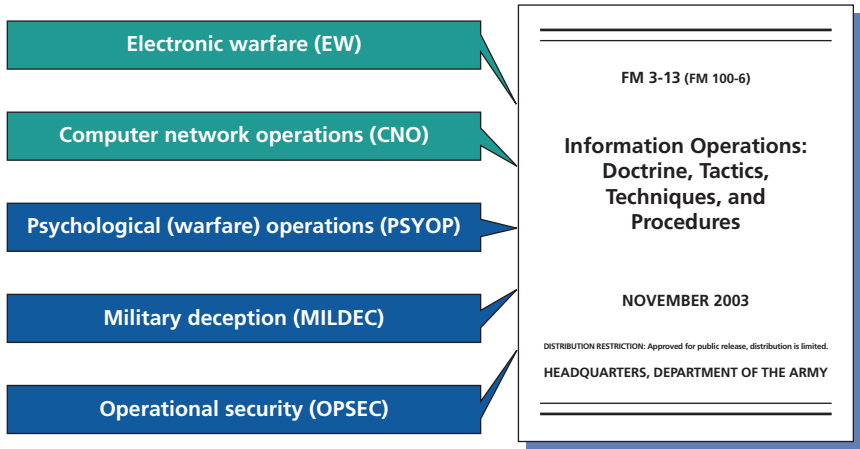 Electronic warfare (EW)
Computer network operations (CNO)
Psychological (warfare) operations (PSYOP)
Military deception (MILDEC)
Operational security (OPSEC)
FM 3-13 (FM 100-6)
Information Operations:
Doctrine, Tactics,
Techniques, and
Procedures
NOVEMBER 2003
DISTRIBUTION RESTRICTION: Approved for public release, distribution is limited.
HEADQUARTERS, DEPARTMENT OF THE ARMY